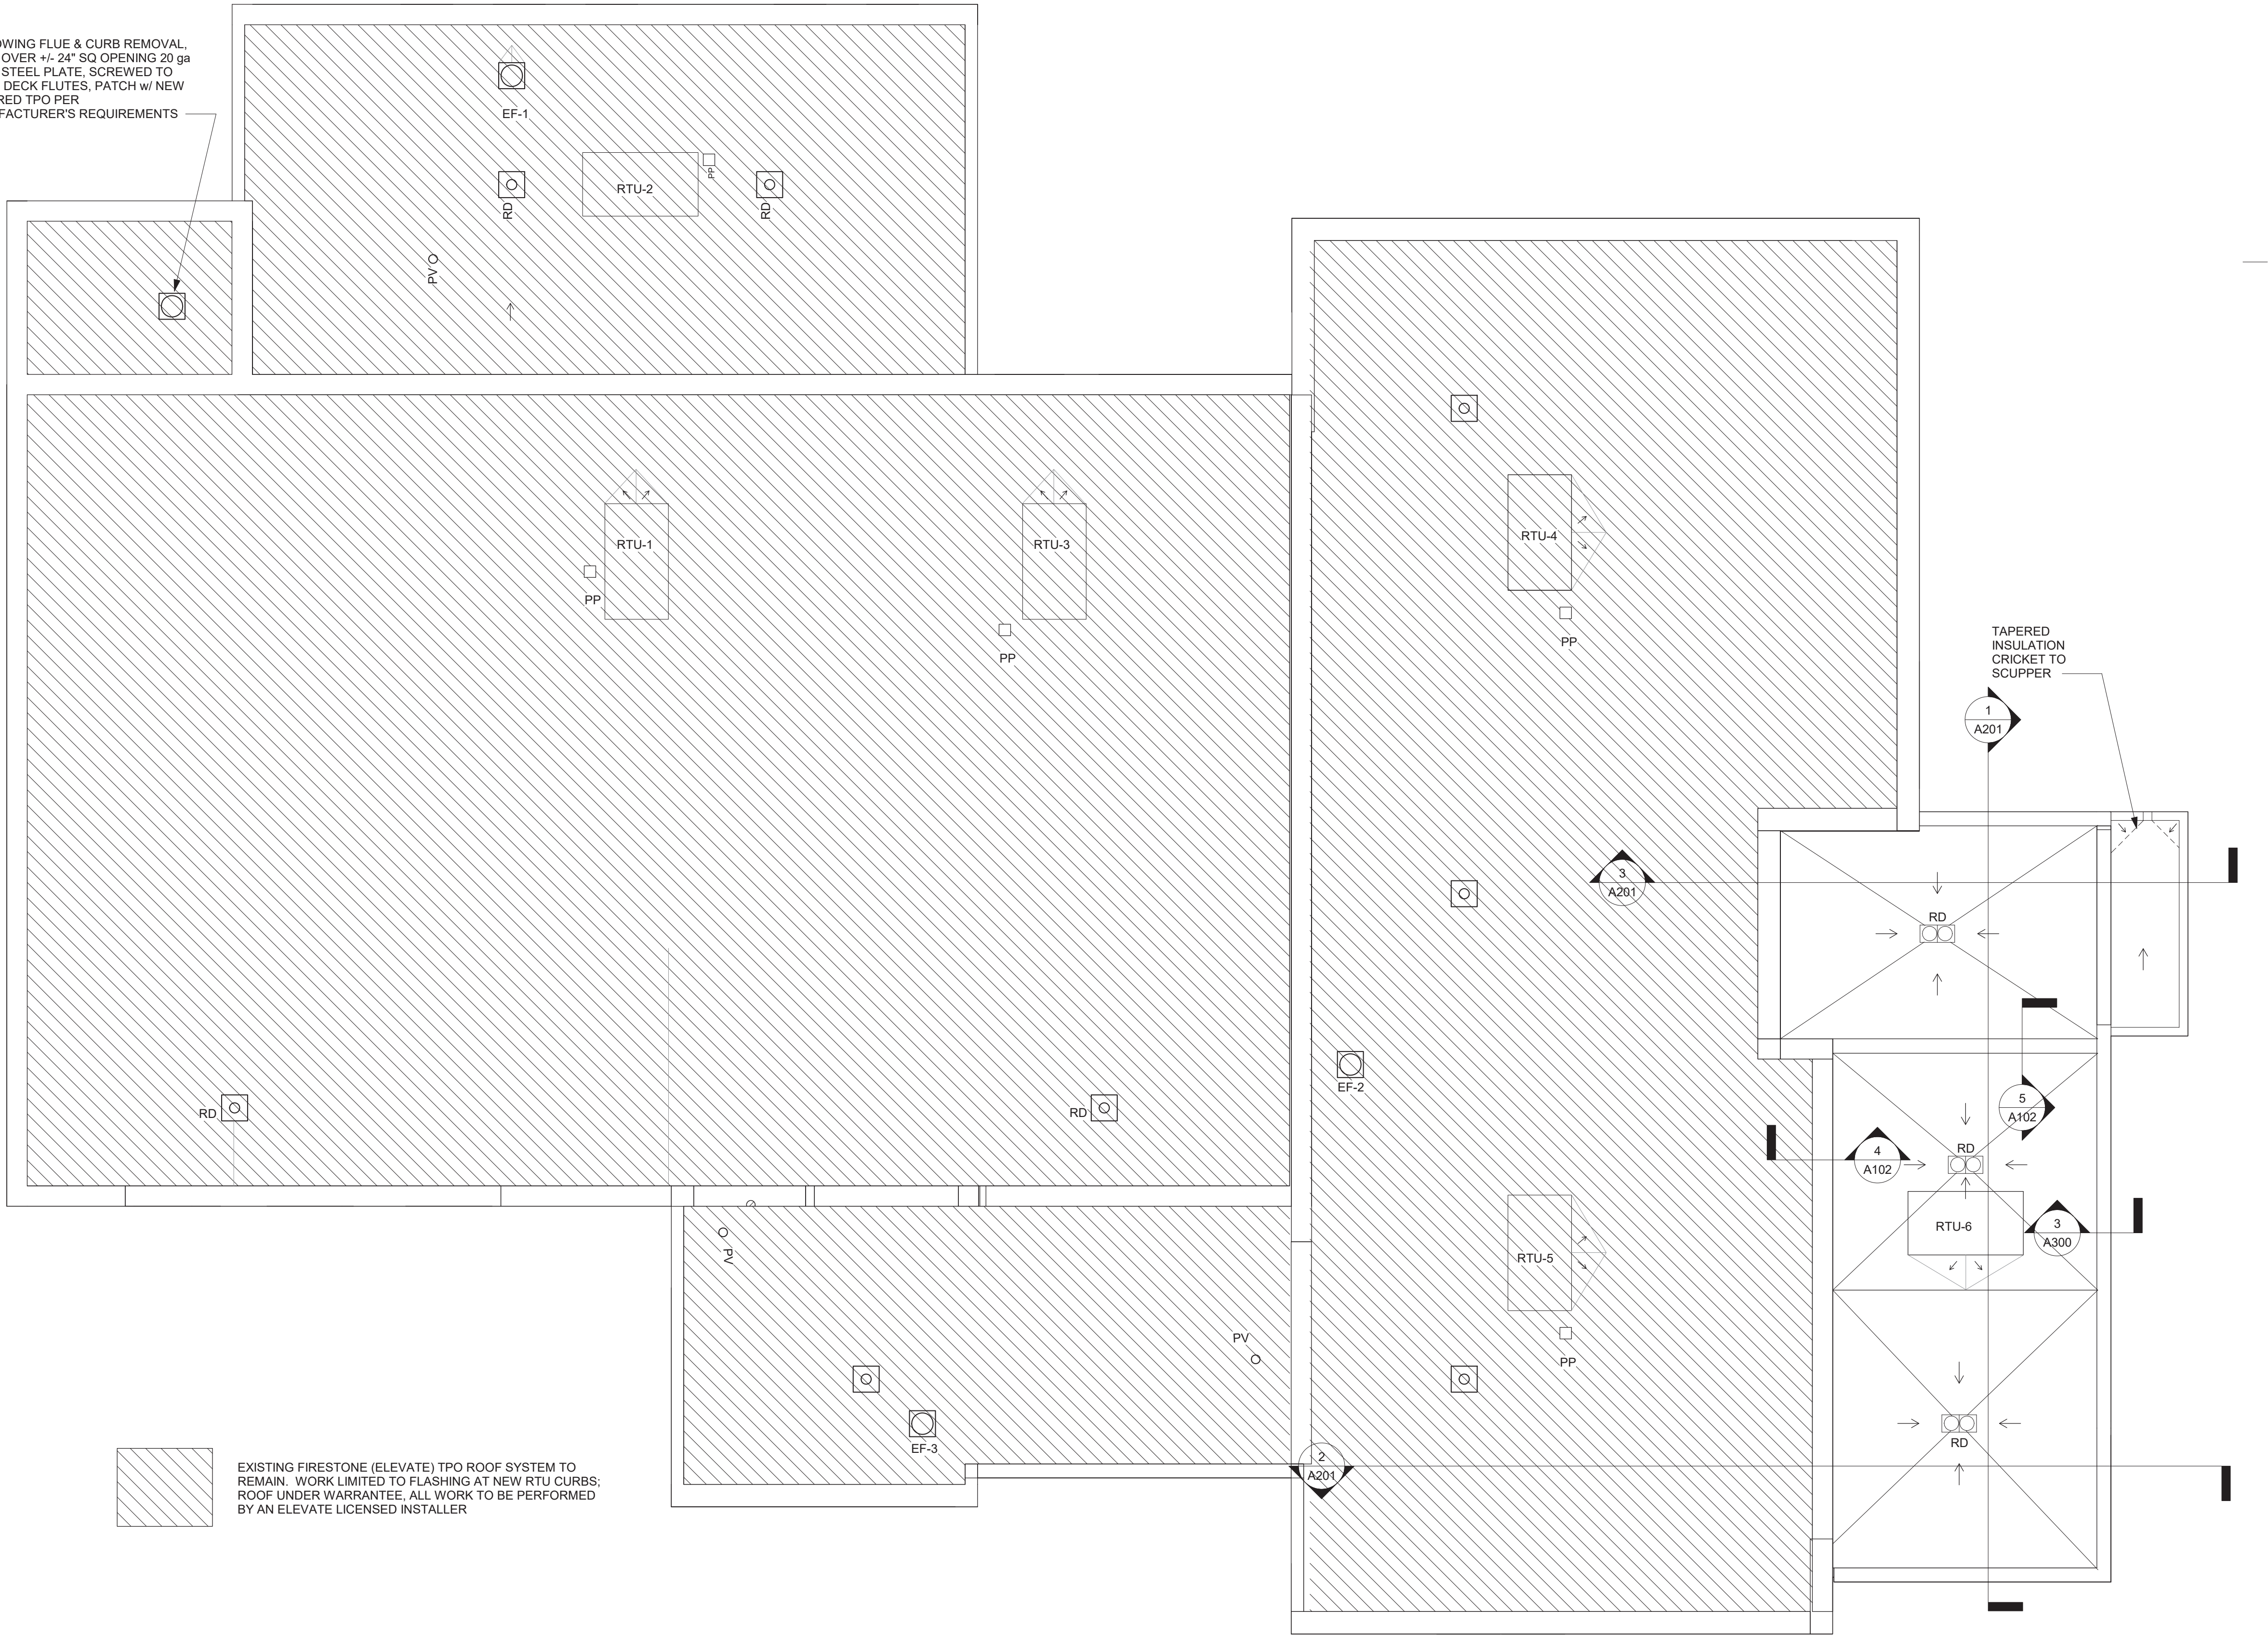 OWING FLUE & CURB REMOVAL,
OVER +/- 24" SQ OPENING 20 ga
STEEL PLATE, SCREWED TO
DECK FLUTES, PATCH w/ NEW
RED TPO PER
FACTURER'S REQUIREMENTS
EF-1
RTU-2
PP
RD
RD
PV
RTU-1
PP
RTU-3
PP
RTU-4
PP
TAPERED
INSULATION
CRICKET TO
SCUPPER
1
A201
3
A201
RD
EF-2
RD
RD
5
A102
4
A102
RD
RTU-6
3
A300
PV
RTU-5
PP
PV
EF-3
RD
2
A201
EXISTING FIRESTONE (ELEVATE) TPO ROOF SYSTEM TO
REMAIN. WORK LIMITED TO FLASHING AT NEW RTU CURBS;
ROOF UNDER WARRANTEE, ALL WORK TO BE PERFORMED
BY AN ELEVATE LICENSED INSTALLER